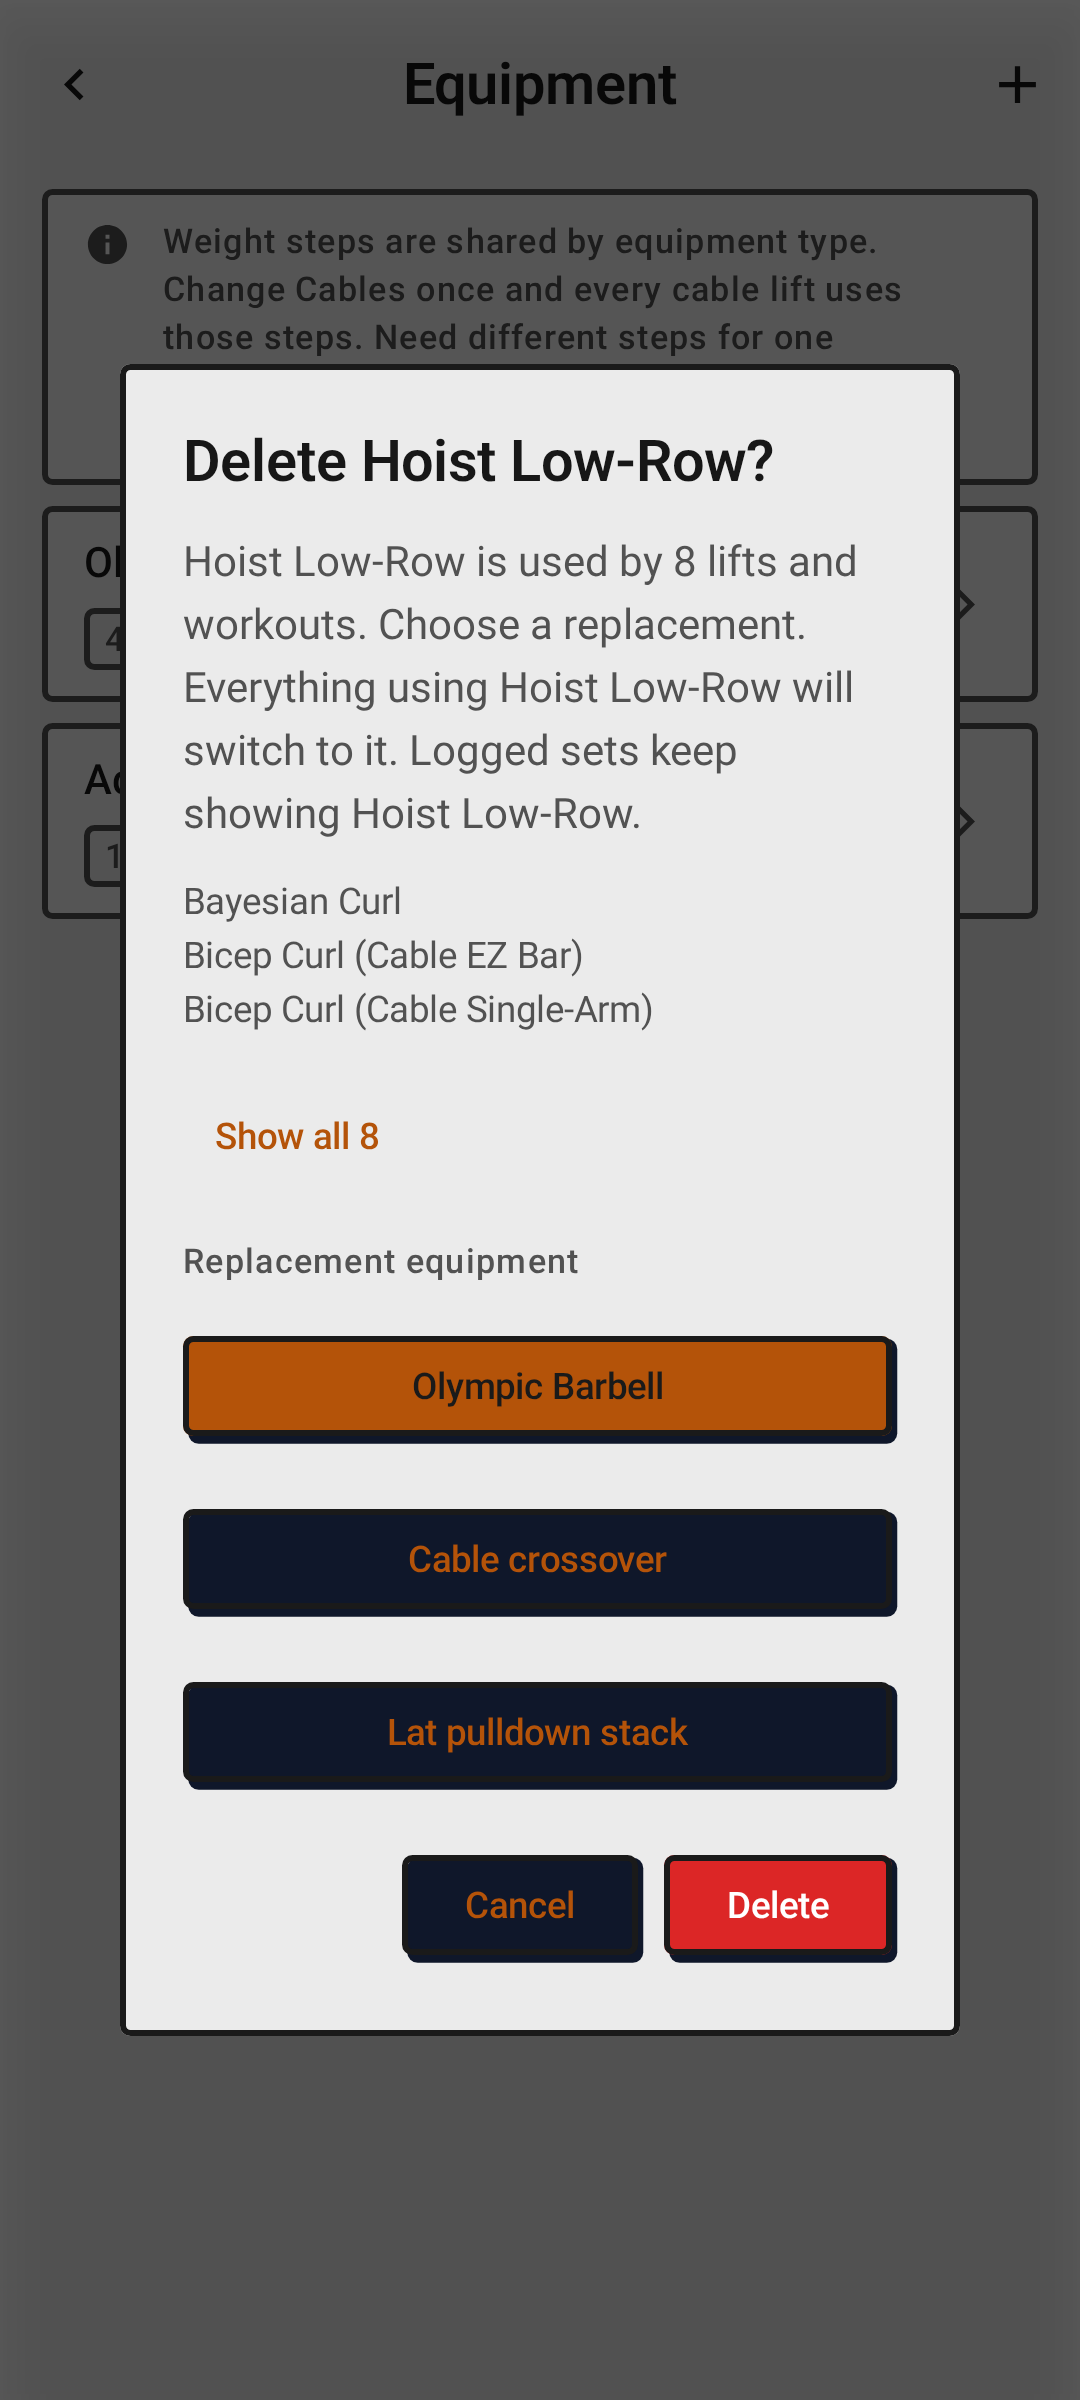 Equipment
Weight steps are shared by equipment type.
Change Cables once and every cable lift uses
those steps. Need different steps for one
Delete Hoist Low-Row?
Hoist Low-Row is used by 8 lifts and
workouts. Choose a replacement.
Everything using Hoist Low-Row will
switch to it. Logged sets keep
showing Hoist Low-Row.
Bayesian Curl
Bicep Curl (Cable EZ Bar)
Bicep Curl (Cable Single-Arm)
Show all 8
Replacement equipment
Olympic Barbell
Cable crossover
Lat pulldown stack
Cancel
Delete